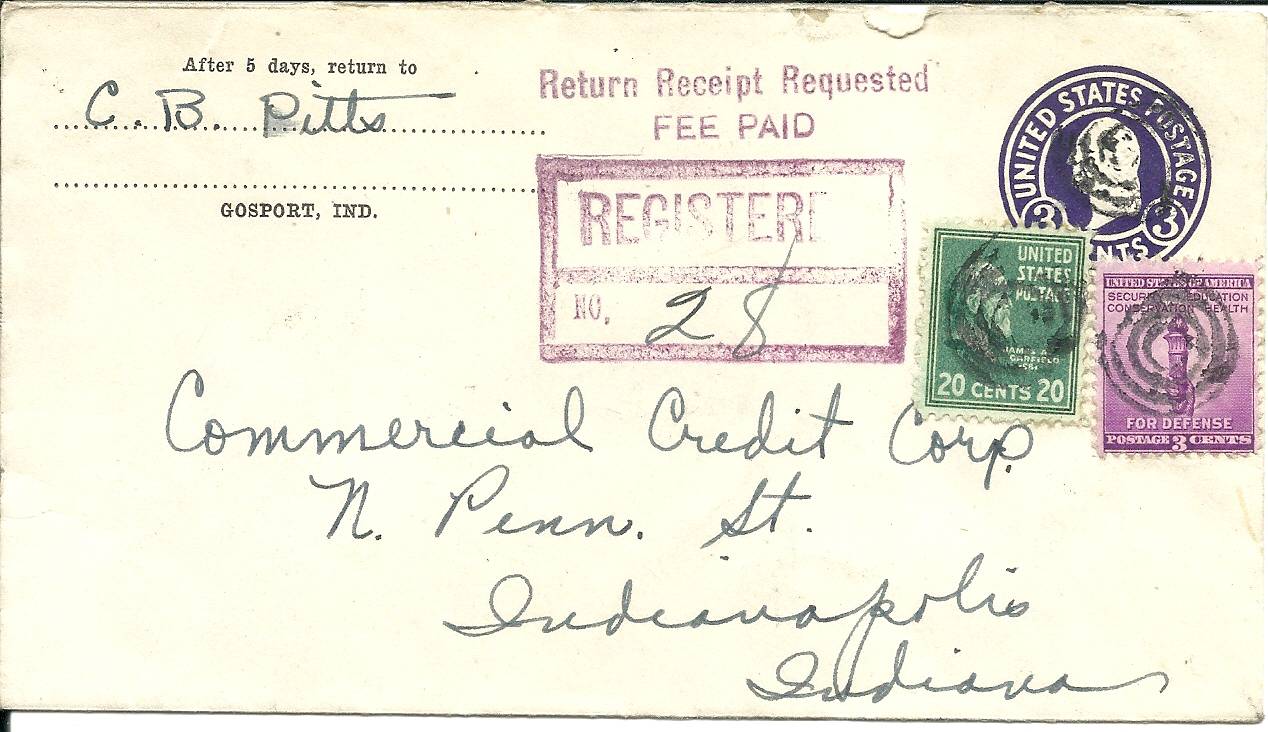 After 5 days, return to
C. B. Pitts
GOSPORT, IND.
Return Receipt Requested
FEE PAID
REGISTERE
NO. 28
UNITED STATES POSTAGE
3 3
CENTS
UNITED
STATES
POSTAGE
JAMES A.
GARFIELD
20 CENTS 20
UNITED STATES OF AMERICA
SECURITY EDUCATION
CONSERVATION HEALTH
FOR DEFENSE
POSTAGE 3 CENTS
Commercial Credit Corp.
N. Penn. St.
Indianapolis
Indiana